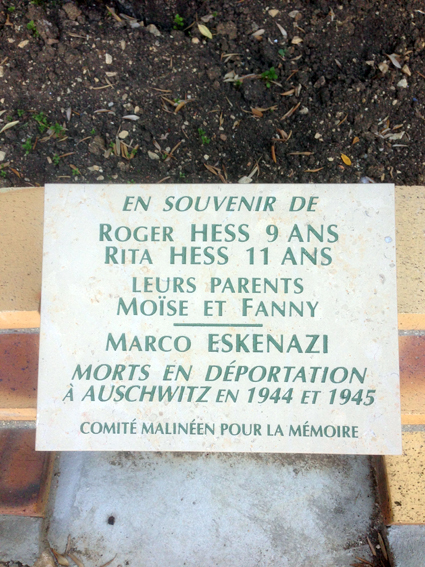 EN SOUVENIR DE
ROGER HESS 9 ANS
RITA HESS 11 ANS
LEURS PARENTS
MOÏSE ET FANNY
MARCO ESKENAZI
MORTS EN DÉPORTATION
À AUSCHWITZ EN 1944 ET 1945
COMITÉ MALINÉEN POUR LA MÉMOIRE